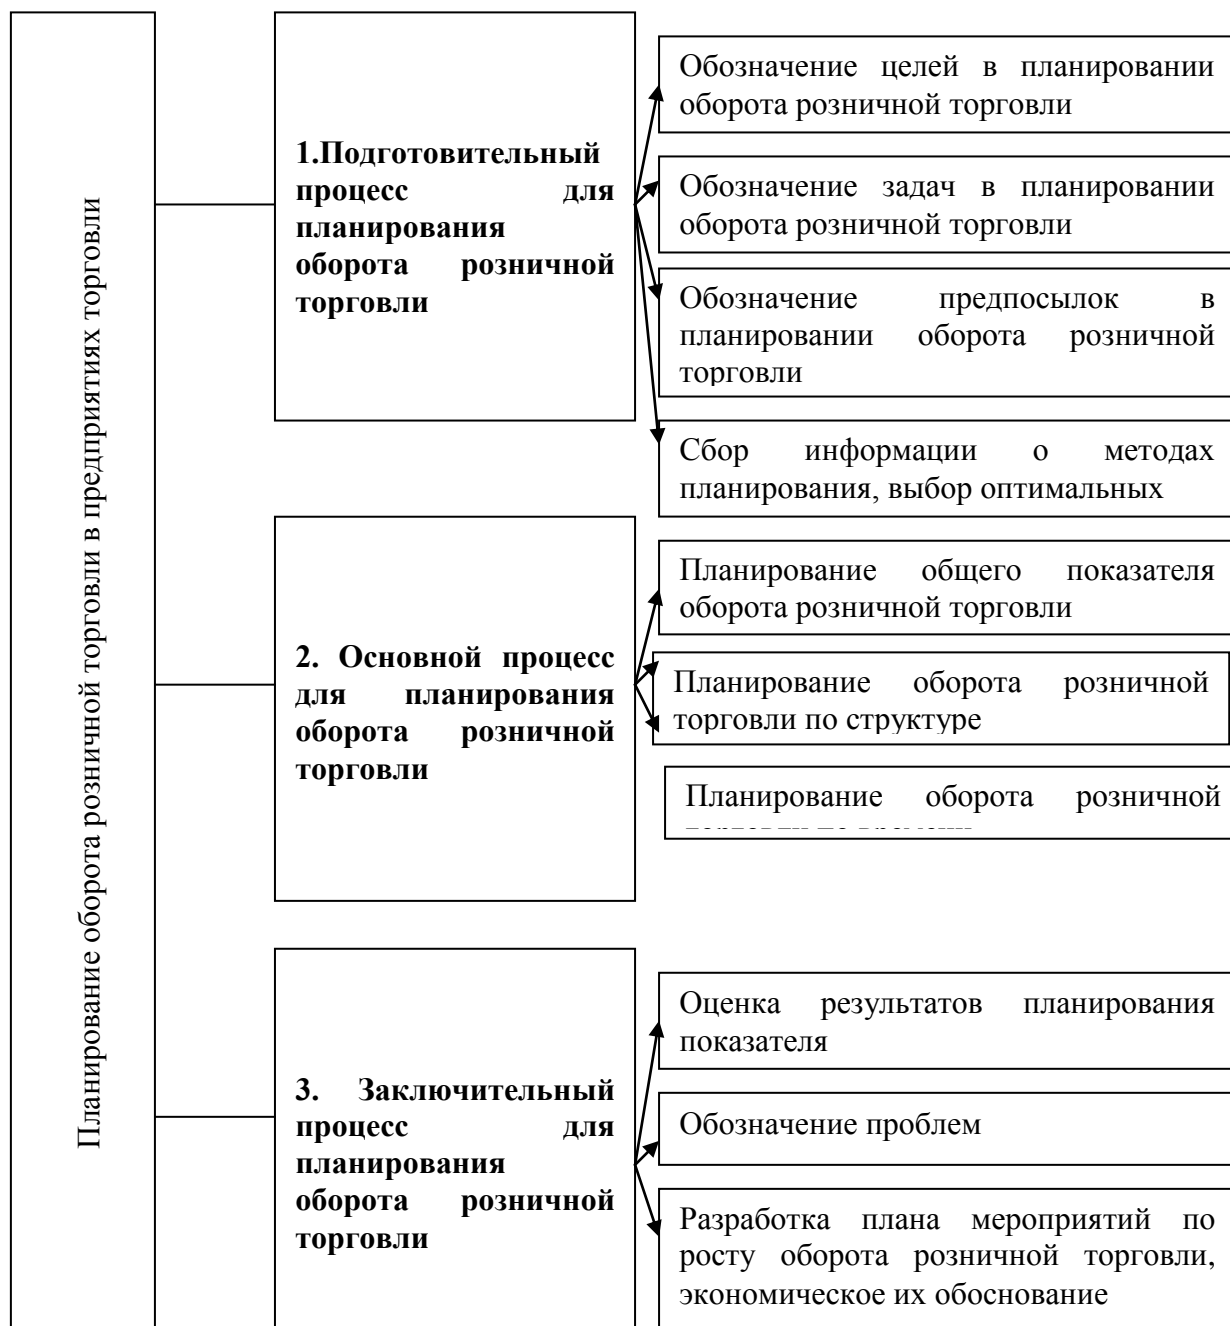 Планирование оборота розничной торговли в предприятиях торговли
1.Подготовительный
процесс для
планирования
оборота розничной
торговли
Обозначение целей в планировании
оборота розничной торговли
Обозначение задач в планировании
оборота розничной торговли
Обозначение предпосылок в
планировании оборота розничной
торговли
Сбор информации о методах
планирования, выбор оптимальных
2. Основной процесс
для планирования
оборота розничной
торговли
Планирование общего показателя
оборота розничной торговли
Планирование оборота розничной
торговли по структуре
Планирование оборота розничной
торговли по времени
3. Заключительный
процесс для
планирования
оборота розничной
торговли
Оценка результатов планирования
показателя
Обозначение проблем
Разработка плана мероприятий по
росту оборота розничной торговли,
экономическое их обоснование